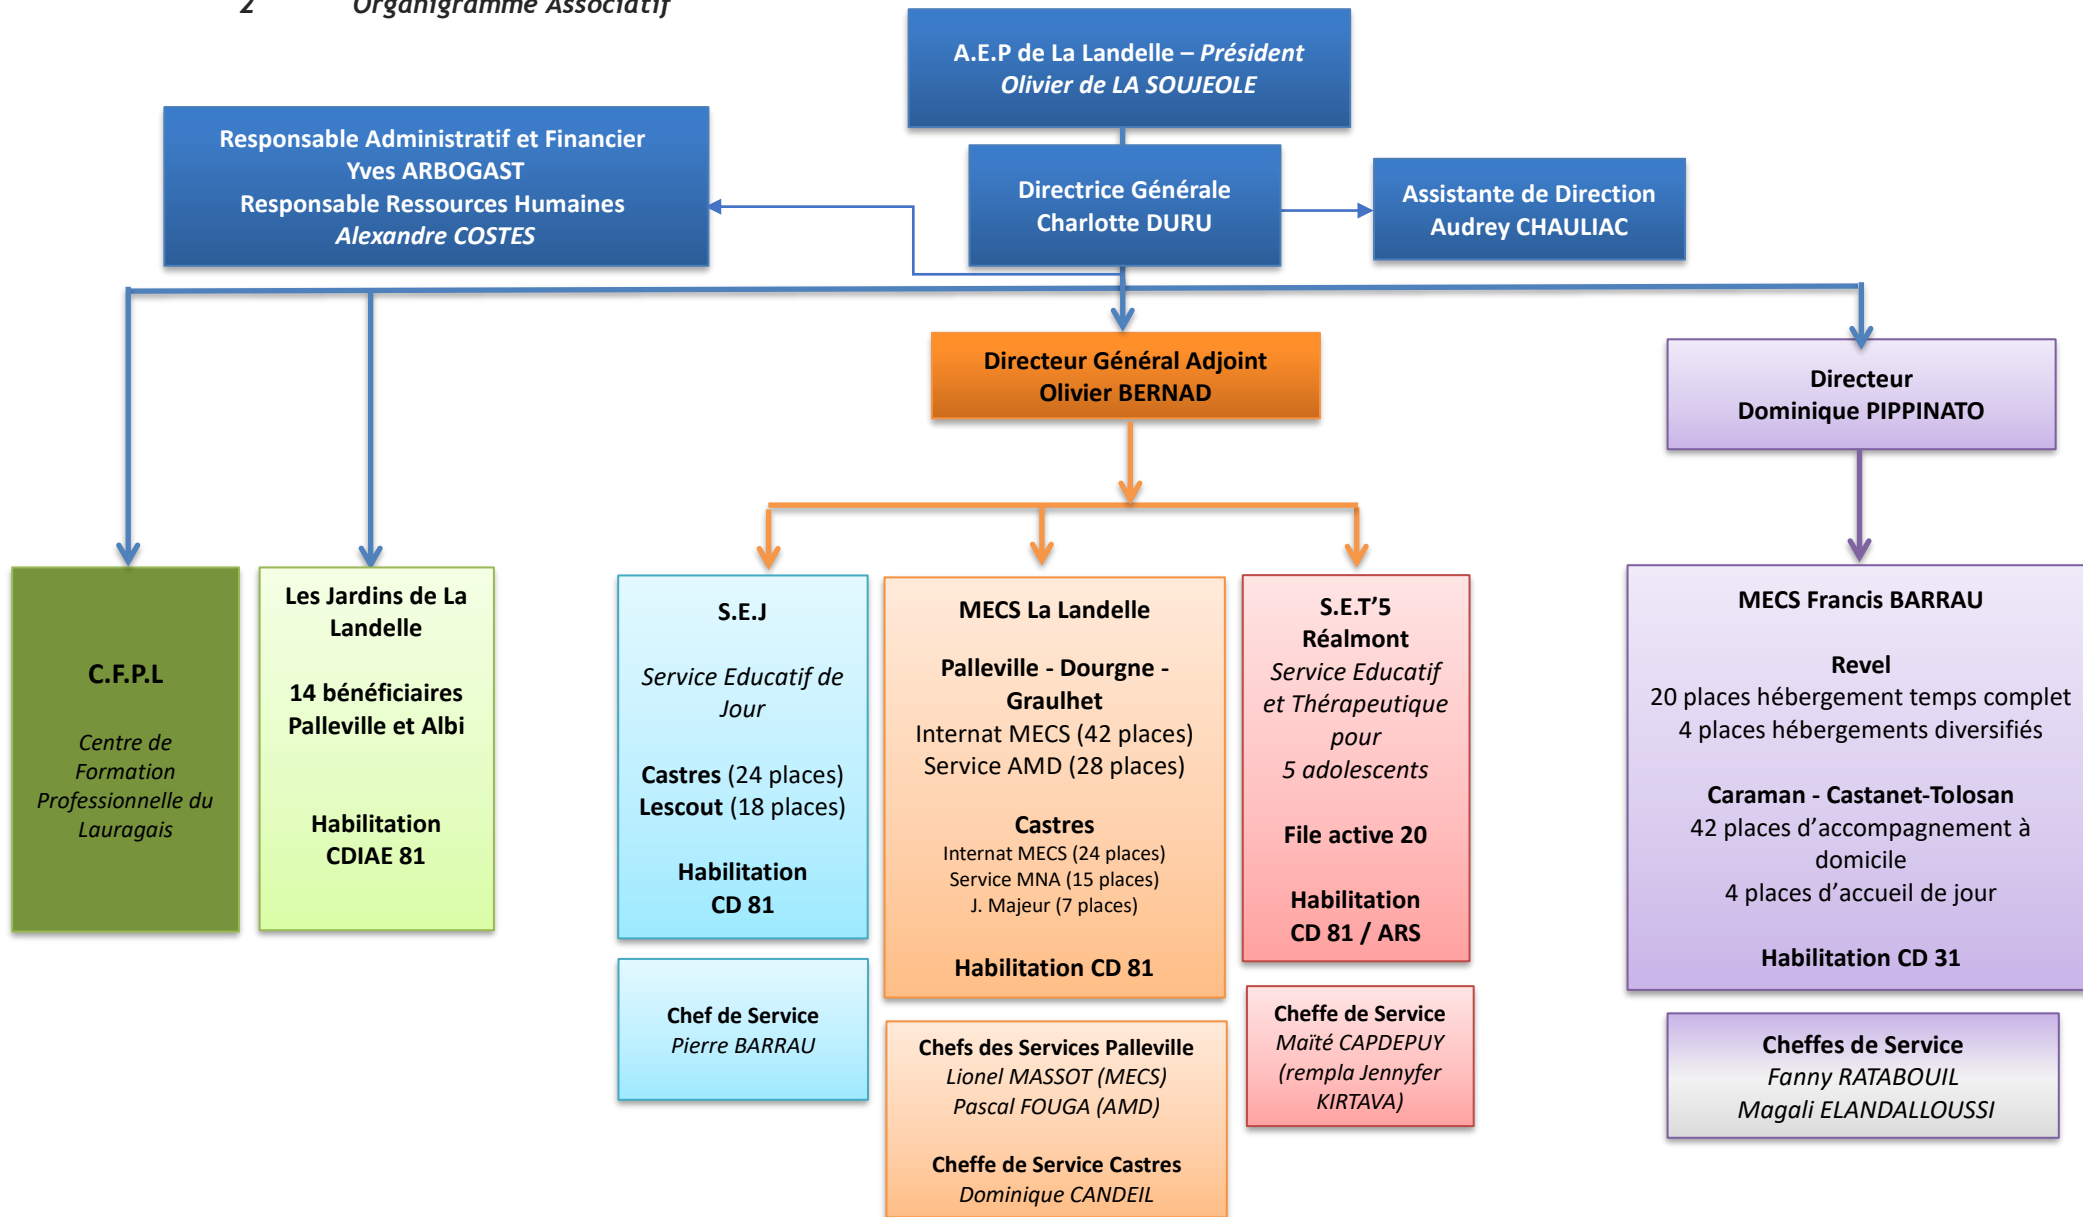 2 Organigramme Associatif
A.E.P de La Landelle – Président
Olivier de LA SOUJEOLE
Responsable Administratif et Financier
Yves ARBOGAST
Responsable Ressources Humaines
Alexandre COSTES
Directrice Générale
Charlotte DURU
Assistante de Direction
Audrey CHAULIAC
Directeur Général Adjoint
Olivier BERNAD
Directeur
Dominique PIPPINATO
C.F.P.L
Centre de
Formation
Professionnelle du
Lauragais
Les Jardins de La
Landelle
14 bénéficiaires
Palleville et Albi
Habilitation
CDIAE 81
S.E.J
Service Educatif de
Jour
Castres (24 places)
Lescout (18 places)
Habilitation
CD 81
Chef de Service
Pierre BARRAU
MECS La Landelle
Palleville - Dourgne -
Graulhet
Internat MECS (42 places)
Service AMD (28 places)
Castres
Internat MECS (24 places)
Service MNA (15 places)
J. Majeur (7 places)
Habilitation CD 81
Chefs des Services Palleville
Lionel MASSOT (MECS)
Pascal FOUGA (AMD)
Cheffe de Service Castres
Dominique CANDEIL
S.E.T’5
Réalmont
Service Educatif
et Thérapeutique
pour
5 adolescents
File active 20
Habilitation
CD 81 / ARS
Cheffe de Service
Maïté CAPDEPUY
(rempla Jennyfer
KIRTAVA)
MECS Francis BARRAU
Revel
20 places hébergement temps complet
4 places hébergements diversifiés
Caraman - Castanet-Tolosan
42 places d’accompagnement à
domicile
4 places d’accueil de jour
Habilitation CD 31
Cheffes de Service
Fanny RATABOUIL
Magali ELANDALLOUSSI